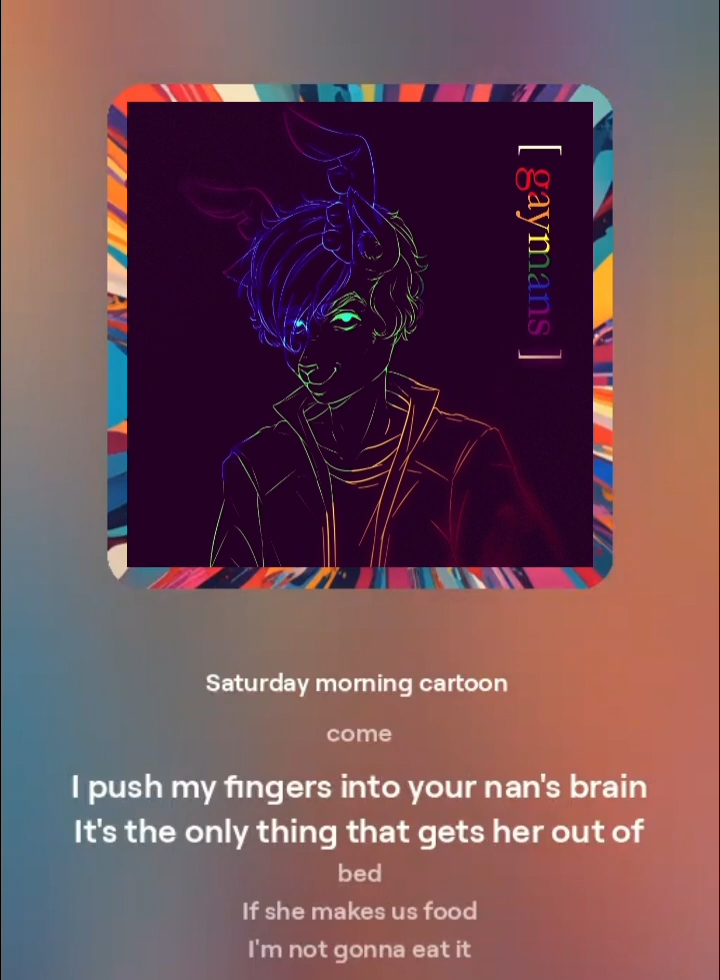 [ gaymans ]
Saturday morning cartoon
come
I push my fingers into your nan's brain
It's the only thing that gets her out of
bed
If she makes us food
I'm not gonna eat it